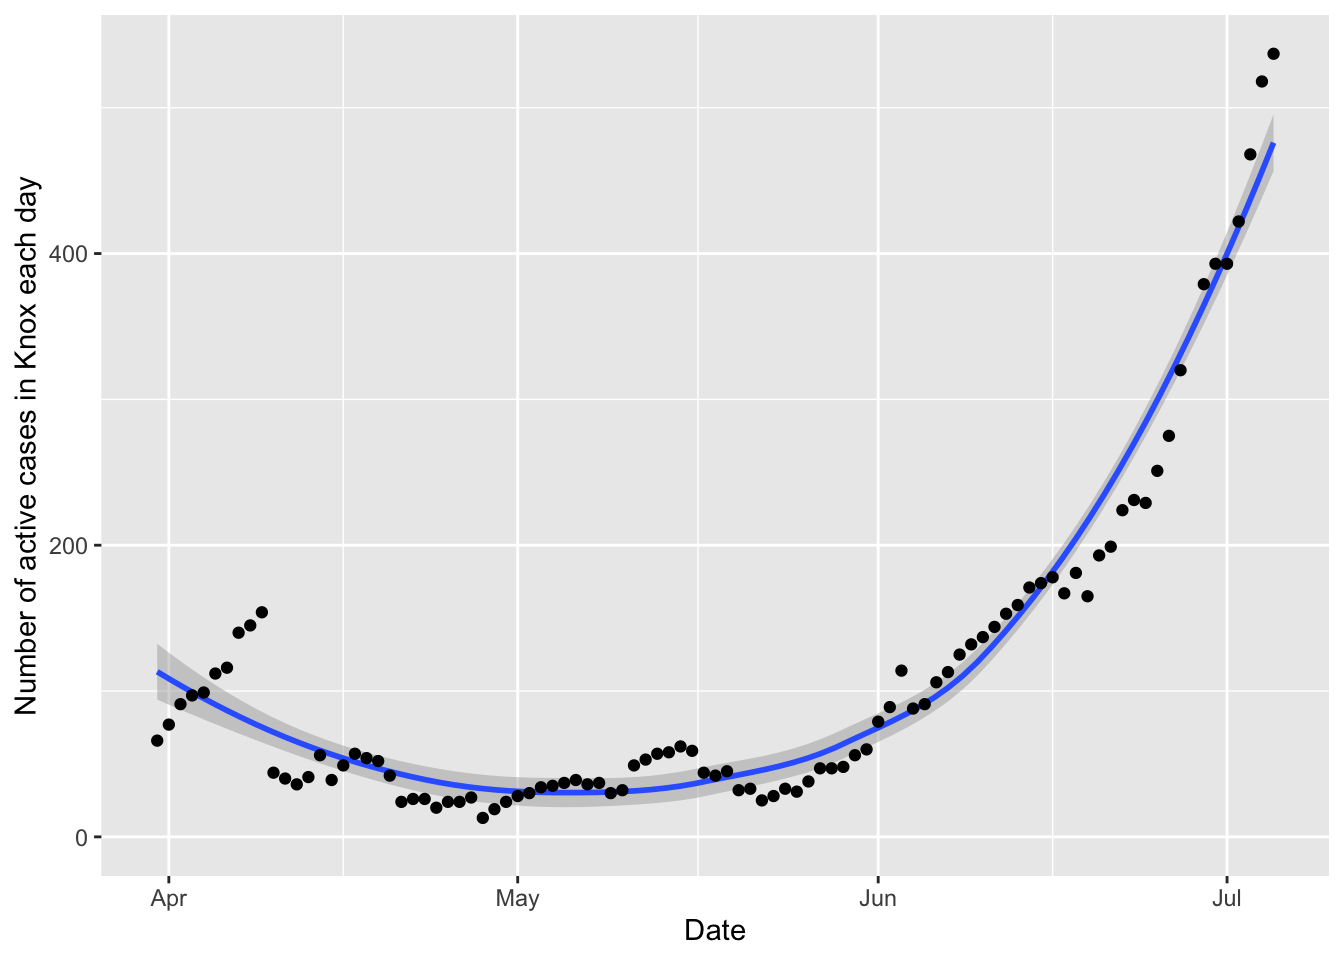 Number of active cases in Knox each day
400
200
0
Apr
May
Jun
Jul
Date